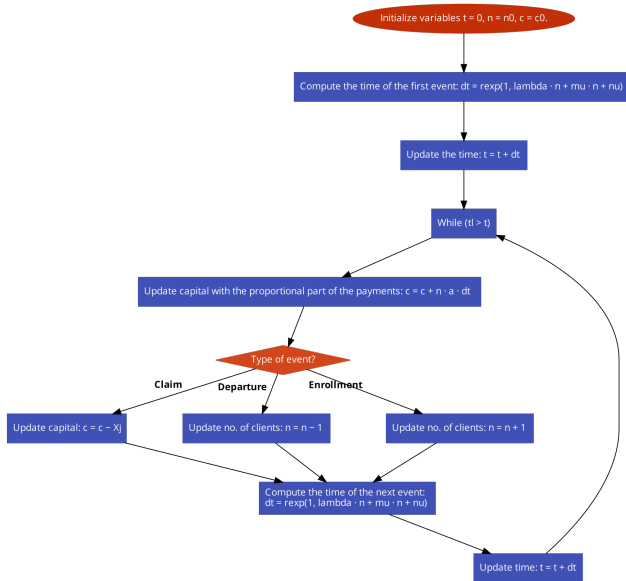 Initialize variables t = 0, n = n0, c = c0.
Compute the time of the first event: dt = rexp(1, lambda · n + mu · n + nu)
Update the time: t = t + dt
While (tl > t)
Update capital with the proportional part of the payments: c = c + n · a · dt
Type of event?
Claim
Departure
Enrollment
Update capital: c = c − Xj
Update no. of clients: n = n − 1
Update no. of clients: n = n + 1
Compute the time of the next event:
dt = rexp(1, lambda · n + mu · n + nu)
Update time: t = t + dt